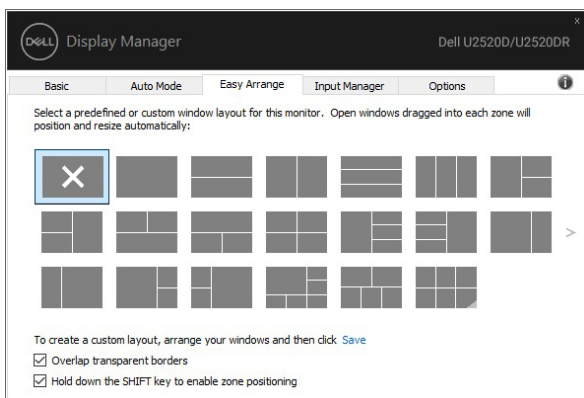 x
DELL Display Manager Dell U2520D/U2520DR
Basic Auto Mode Easy Arrange Input Manager Options i
Select a predefined or custom window layout for this monitor. Open windows dragged into each zone will
position and resize automatically:
>
To create a custom layout, arrange your windows and then click Save
Overlap transparent borders
Hold down the SHIFT key to enable zone positioning